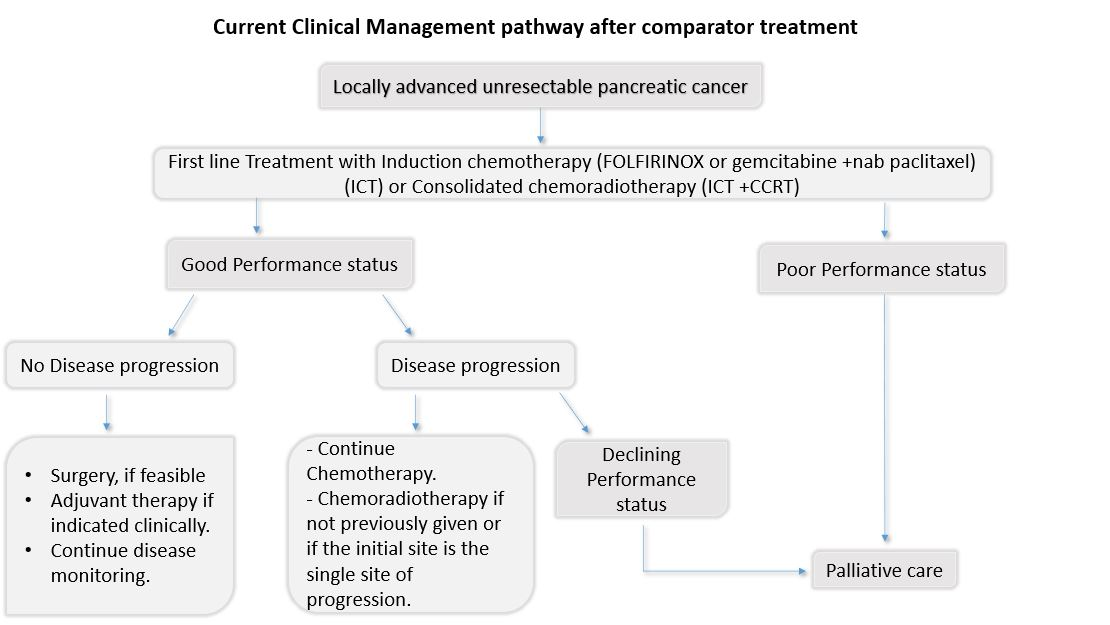 Current Clinical Management pathway after comparator treatment
Locally advanced unresectable pancreatic cancer
First line Treatment with Induction chemotherapy (FOLFIRINOX or gemcitabine +nab paclitaxel)
(ICT) or Consolidated chemoradiotherapy (ICT +CCRT)
Good Performance status
Poor Performance status
No Disease progression
Disease progression
• Surgery, if feasible
• Adjuvant therapy if
indicated clinically.
• Continue disease
monitoring.
- Continue
Chemotherapy.
- Chemoradiotherapy if
not previously given or
if the initial site is the
single site of
progression.
Declining
Performance
status
Palliative care